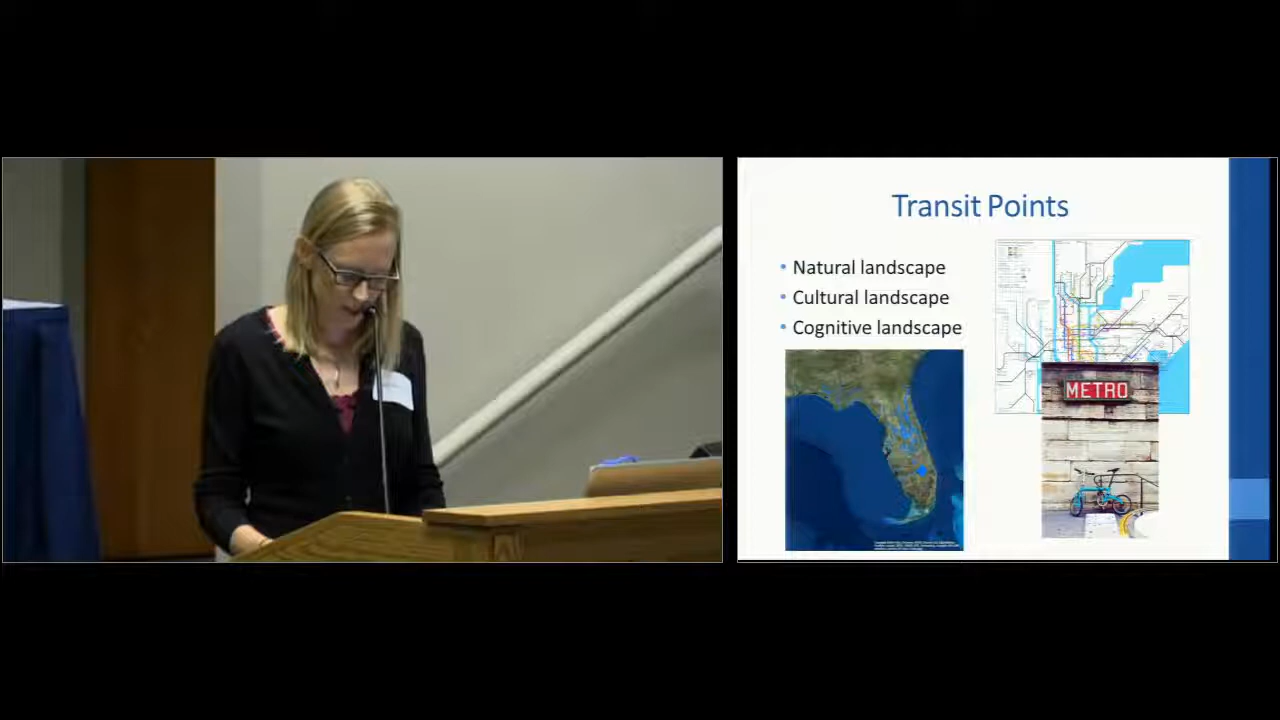 Transit Points
• Natural landscape
• Cultural landscape
• Cognitive landscape
METRO